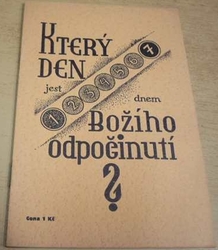 Který
den
jest
1 2 3 4 5 6 7
dnem
Božího
odpočinutí
?
Cena 1 Kč